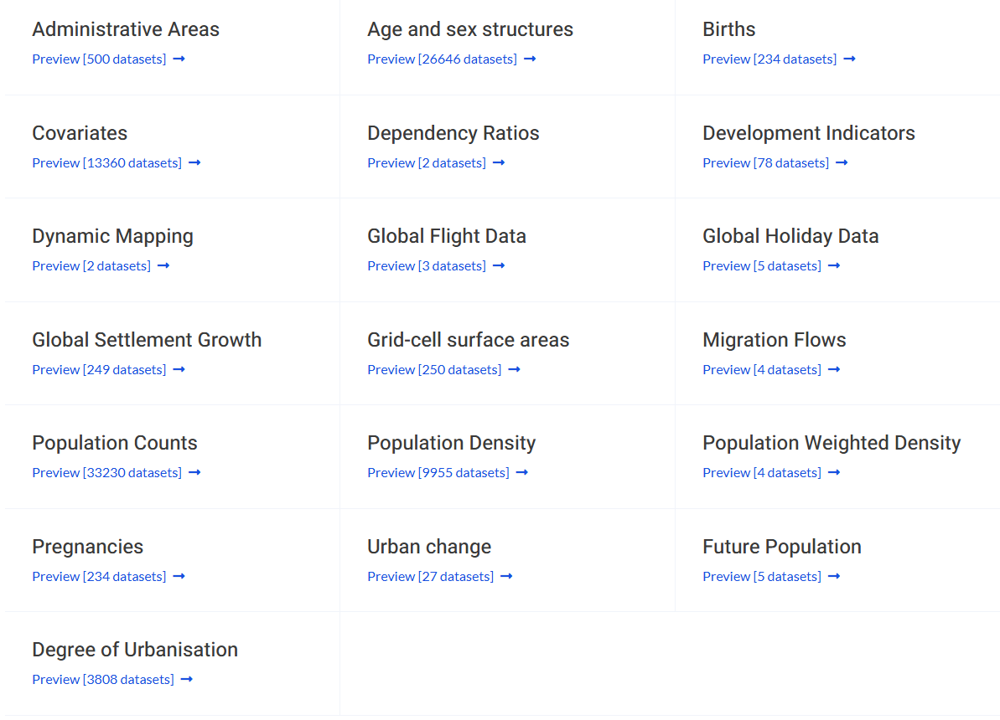 Administrative Areas
Preview [500 datasets] →
Age and sex structures
Preview [26646 datasets] →
Births
Preview [234 datasets] →
Covariates
Preview [13360 datasets] →
Dependency Ratios
Preview [2 datasets] →
Development Indicators
Preview [78 datasets] →
Dynamic Mapping
Preview [2 datasets] →
Global Flight Data
Preview [3 datasets] →
Global Holiday Data
Preview [5 datasets] →
Global Settlement Growth
Preview [249 datasets] →
Grid-cell surface areas
Preview [250 datasets] →
Migration Flows
Preview [4 datasets] →
Population Counts
Preview [33230 datasets] →
Population Density
Preview [9955 datasets] →
Population Weighted Density
Preview [4 datasets] →
Pregnancies
Preview [234 datasets] →
Urban change
Preview [27 datasets] →
Future Population
Preview [5 datasets] →
Degree of Urbanisation
Preview [3808 datasets] →